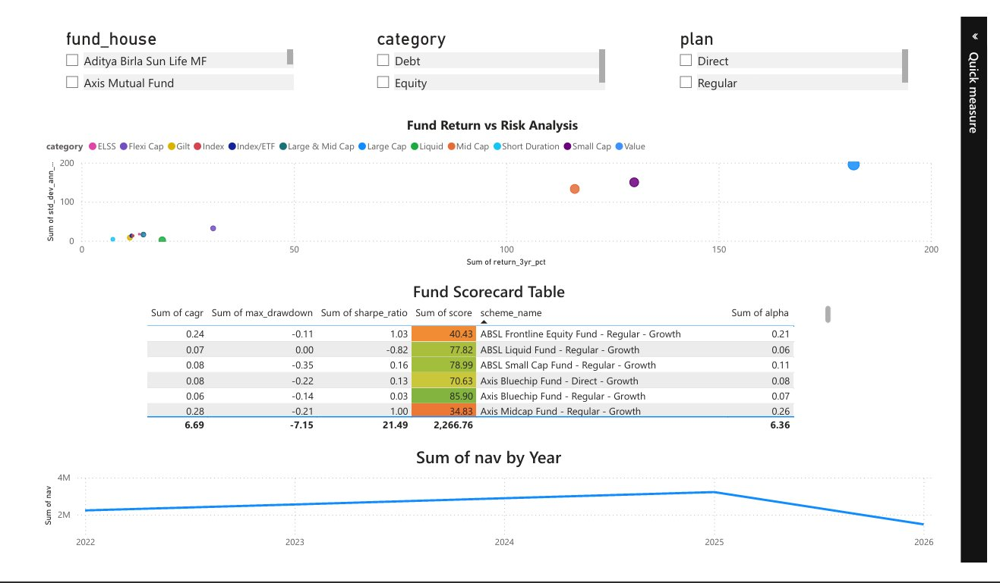 fund_house category plan
Aditya Birla Sun Life MF Debt Direct
Axis Mutual Fund Equity Regular
« Quick measure
Fund Return vs Risk Analysis
category ELSS Flexi Cap Gilt Index Index/ETF Large & Mid Cap Large Cap Liquid Mid Cap Short Duration Small Cap Value
Sum of std_dev_ann_...
200
100
0
0 50 100 150 200
Sum of return_3yr_pct
Fund Scorecard Table
Sum of cagr Sum of max_drawdown Sum of sharpe_ratio Sum of score scheme_name Sum of alpha
0.24 -0.11 1.03 40.43 ABSL Frontline Equity Fund - Regular - Growth 0.21
0.07 0.00 -0.82 77.82 ABSL Liquid Fund - Regular - Growth 0.06
0.08 -0.35 0.16 78.99 ABSL Small Cap Fund - Regular - Growth 0.11
0.08 -0.22 0.13 70.63 Axis Bluechip Fund - Direct - Growth 0.08
0.06 -0.14 0.03 85.90 Axis Bluechip Fund - Regular - Growth 0.07
0.28 -0.21 1.00 34.83 Axis Midcap Fund - Regular - Growth 0.26
6.69 -7.15 21.49 2,266.76 6.36
Sum of nav by Year
Sum of nav
4M
2M
2022 2023 2024 2025 2026